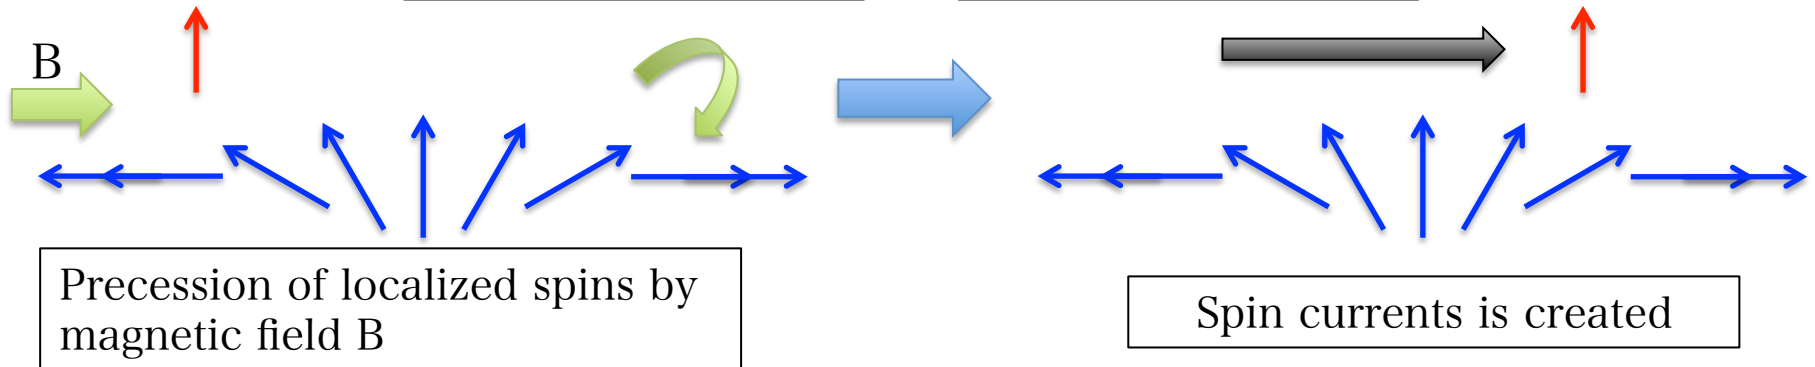 B
Precession of localized spins by
magnetic field B
Spin currents is created